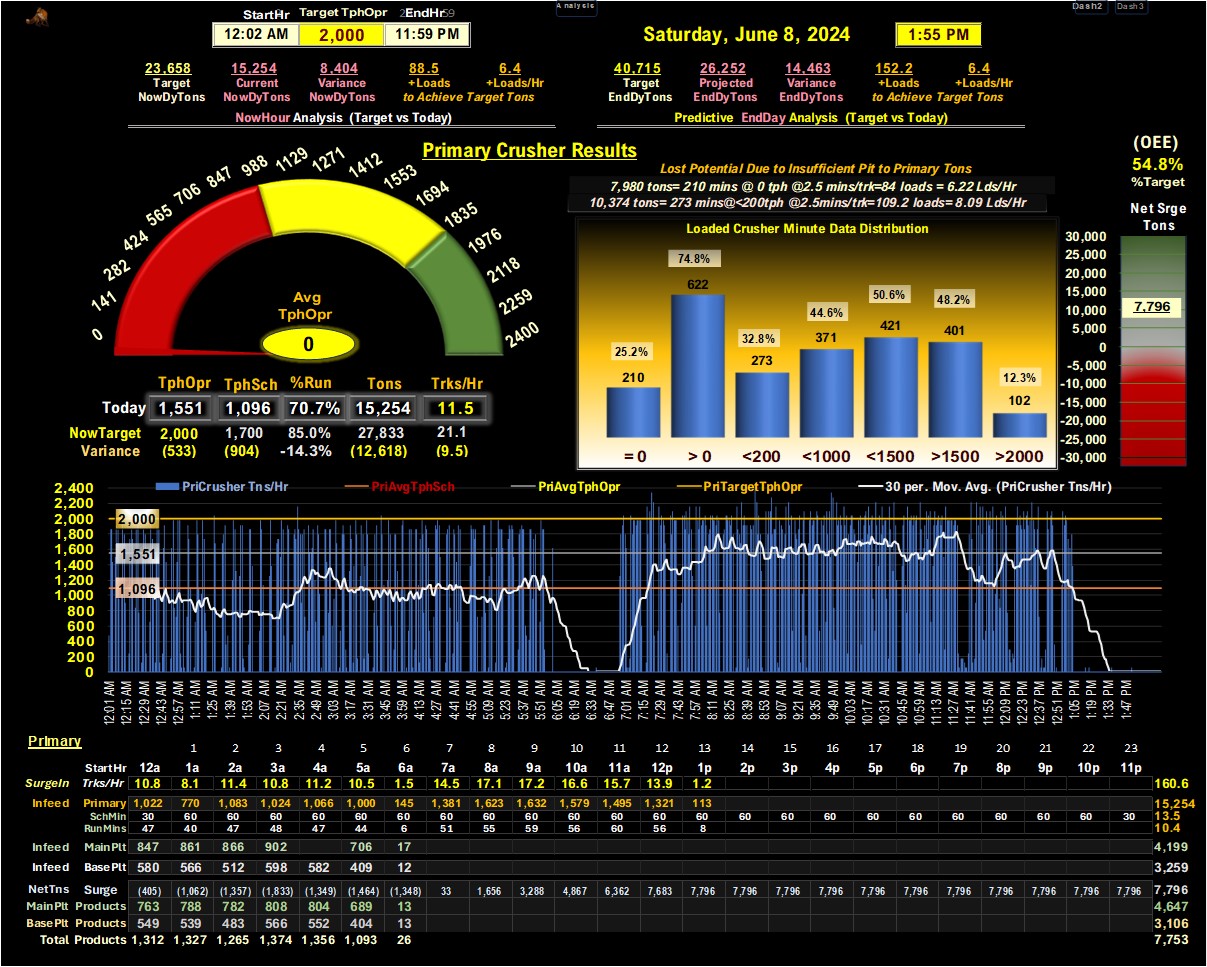 Analysis
Dash2 Dash3
StartHr Target TphOpr EndHr
12:02 AM 2,000 11:59 PM
Saturday, June 8, 2024 1:55 PM
23,658 15,254 8,404 88.5 6.4
Target Current Variance +Loads +Loads/Hr
NowDyTons NowDyTons NowDyTons to Achieve Target Tons
NowHour Analysis (Target vs Today)
40,715 26,252 14,463 152.2 6.4
Target Projected Variance +Loads +Loads/Hr
EndDyTons EndDyTons EndDyTons to Achieve Target Tons
Predictive EndDay Analysis (Target vs Today)
Primary Crusher Results
0 141 282 424 565 706 847 988 1129 1271 1412 1553 1694 1835 1976 2118 2259 2400
Avg
TphOpr
0
TphOpr TphSch %Run Tons Trks/Hr
Today 1,551 1,096 70.7% 15,254 11.5
NowTarget 2,000 1,700 85.0% 27,833 21.1
Variance (533) (904) -14.3% (12,618) (9.5)
Lost Potential Due to Insufficient Pit to Primary Tons
7,980 tons= 210 mins @ 0 tph @2.5 mins/trk=84 loads = 6.22 Lds/Hr
10,374 tons= 273 mins@<200tph @2.5mins/trk=109.2 loads= 8.09 Lds/Hr
Loaded Crusher Minute Data Distribution
25.2% 74.8% 32.8% 44.6% 50.6% 48.2% 12.3%
210 622 273 371 421 401 102
= 0 > 0 <200 <1000 <1500 >1500 >2000
(OEE)
54.8%
%Target
Net Srge
Tons
30,000
25,000
20,000
15,000
10,000
5,000
0
-5,000
-10,000
-15,000
-20,000
-25,000
-30,000
7,796
PriCrusher Tns/Hr PriAvgTphSch PriAvgTphOpr PriTargetTphOpr 30 per. Mov. Avg. (PriCrusher Tns/Hr)
2,400
2,200
2,000
1,800
1,600
1,400
1,200
1,000
800
600
400
200
0
2,000
1,551
1,096
12:01 AM 12:15 AM 12:29 AM 12:43 AM 12:57 AM 1:11 AM 1:25 AM 1:39 AM 1:53 AM 2:07 AM 2:21 AM 2:35 AM 2:49 AM 3:03 AM 3:17 AM 3:31 AM 3:45 AM 3:59 AM 4:13 AM 4:27 AM 4:41 AM 4:55 AM 5:09 AM 5:23 AM 5:37 AM 5:51 AM 6:05 AM 6:19 AM 6:33 AM 6:47 AM 7:01 AM 7:15 AM 7:29 AM 7:43 AM 7:57 AM 8:11 AM 8:25 AM 8:39 AM 8:53 AM 9:07 AM 9:21 AM 9:35 AM 9:49 AM 10:03 AM 10:17 AM 10:31 AM 10:45 AM 10:59 AM 11:13 AM 11:27 AM 11:41 AM 11:55 AM 12:09 PM 12:23 PM 12:37 PM 12:51 PM 1:05 PM 1:19 PM 1:33 PM 1:47 PM
Primary
1 2 3 4 5 6 7 8 9 10 11 12 13 14 15 16 17 18 19 20 21 22 23
StartHr 12a 1a 2a 3a 4a 5a 6a 7a 8a 9a 10a 11a 12p 1p 2p 3p 4p 5p 6p 7p 8p 9p 10p 11p
SurgeIn Trks/Hr 10.8 8.1 11.4 10.8 11.2 10.5 1.5 14.5 17.1 17.2 16.6 15.7 13.9 1.2 160.6
Infeed Primary 1,022 770 1,083 1,024 1,066 1,000 145 1,381 1,623 1,632 1,579 1,495 1,321 113 15,254
SchMin 30 60 60 60 60 60 60 60 60 60 60 60 60 60 60 60 60 60 60 60 60 60 60 30 13.5
RunMins 47 40 47 48 47 44 6 51 55 59 56 60 56 8 10.4
Infeed MainPlt 847 861 866 902 706 17 4,199
Infeed BasePlt 580 566 512 598 582 409 12 3,259
NetTns Surge (405) (1,062) (1,357) (1,833) (1,349) (1,464) (1,348) 33 1,656 3,288 4,867 6,362 7,683 7,796 7,796 7,796 7,796 7,796 7,796 7,796 7,796 7,796 7,796 7,796 7,796
MainPlt Products 763 788 782 808 804 689 13 4,647
BasePlt Products 549 539 483 566 552 404 13 3,106
Total Products 1,312 1,327 1,265 1,374 1,356 1,093 26 7,753